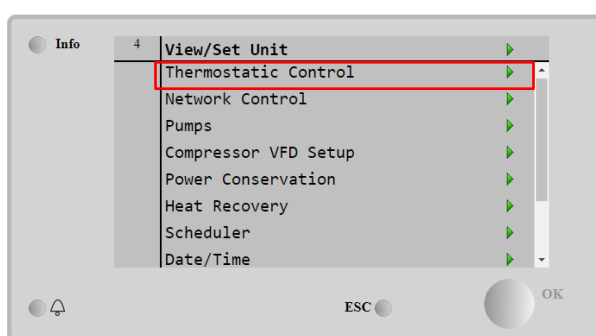 Info
4 View/Set Unit
Thermostatic Control
Network Control
Pumps
Compressor VFD Setup
Power Conservation
Heat Recovery
Scheduler
Date/Time
ESC
OK